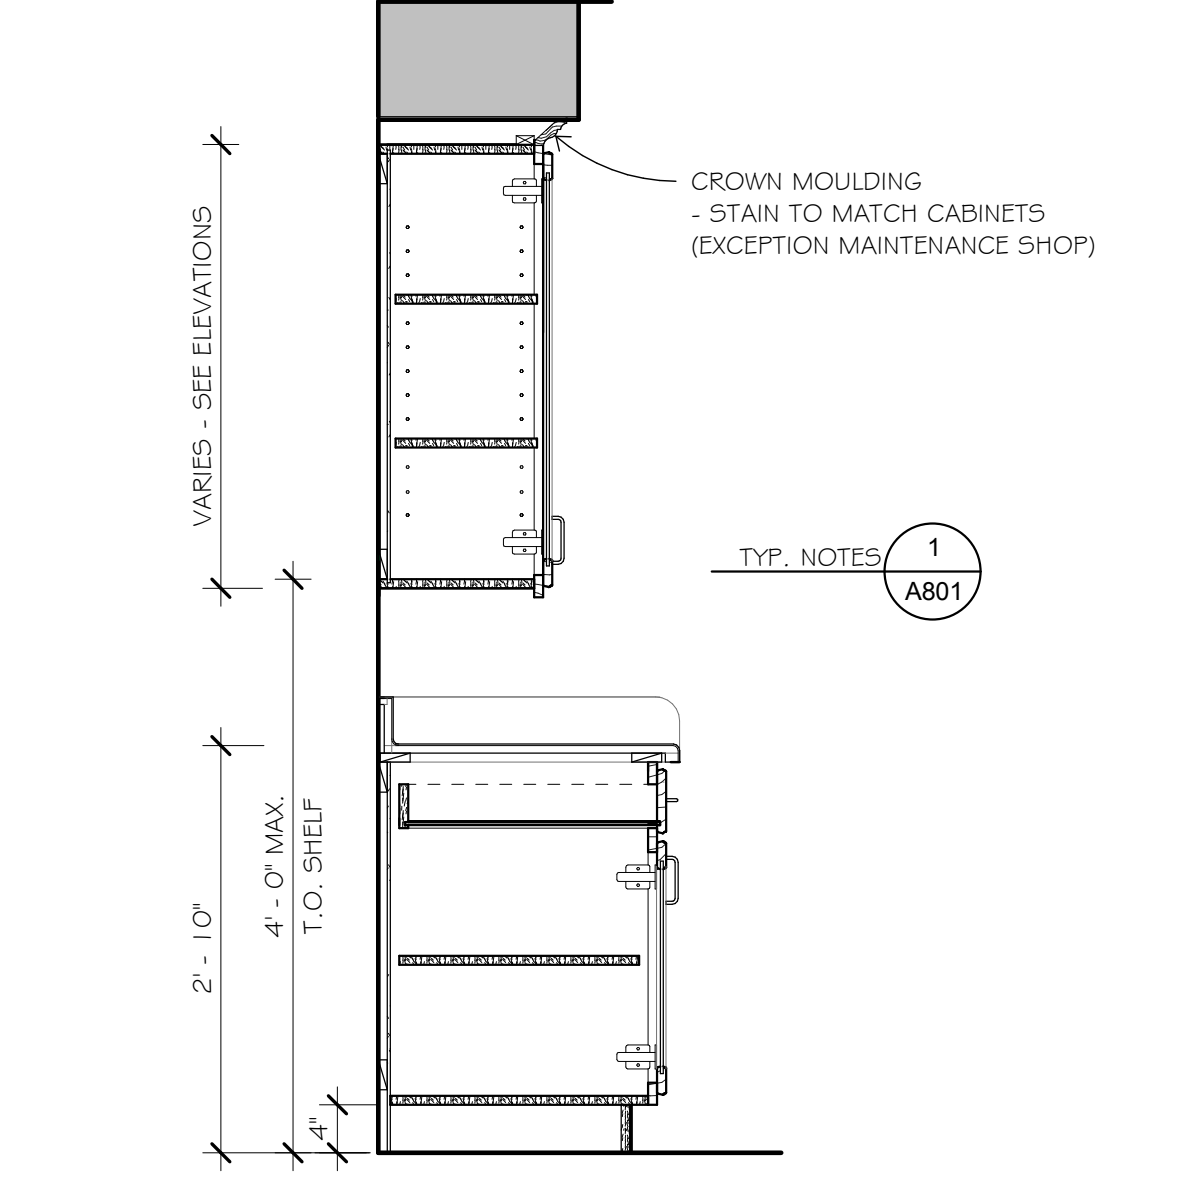 CROWN MOULDING
- STAIN TO MATCH CABINETS
(EXCEPTION MAINTENANCE SHOP)
VARIES - SEE ELEVATIONS
TYP. NOTES
1
A801
2' - 10"
4' - 0" MAX.
T.O. SHELF
4"